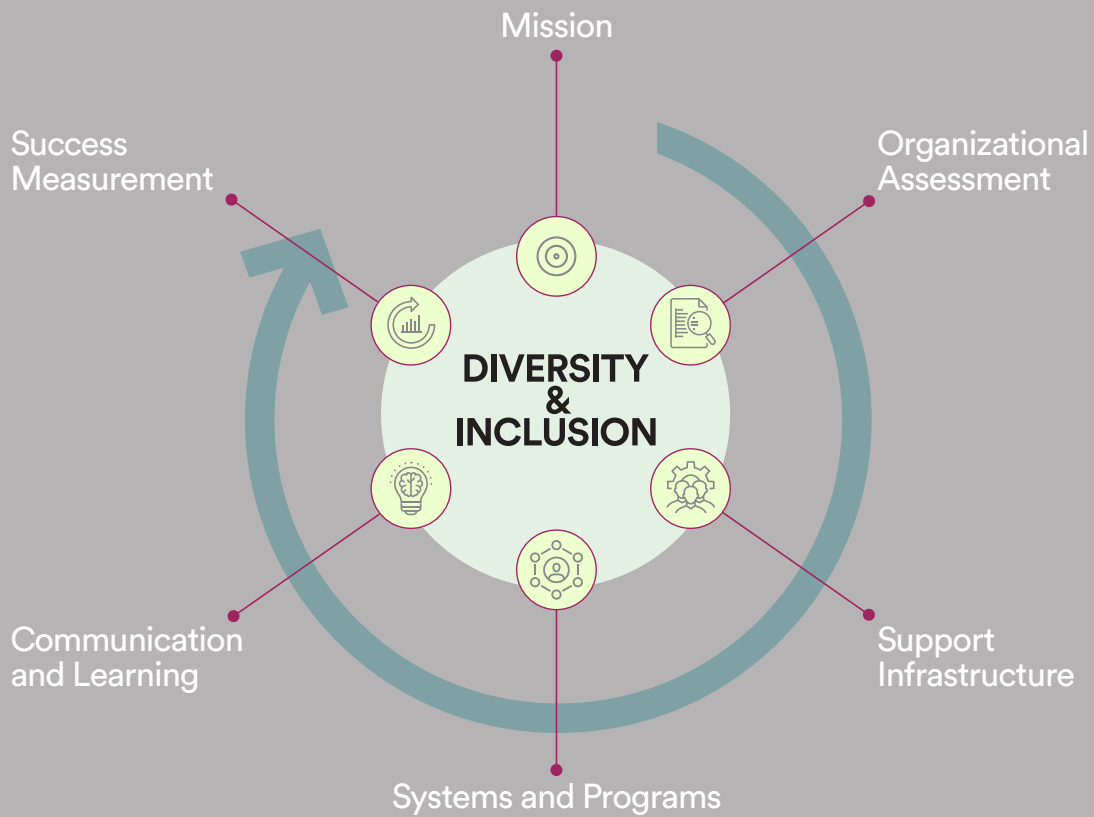 Mission
Organizational
Assessment
Support
Infrastructure
Systems and Programs
Communication
and Learning
Success
Measurement
DIVERSITY
&
INCLUSION